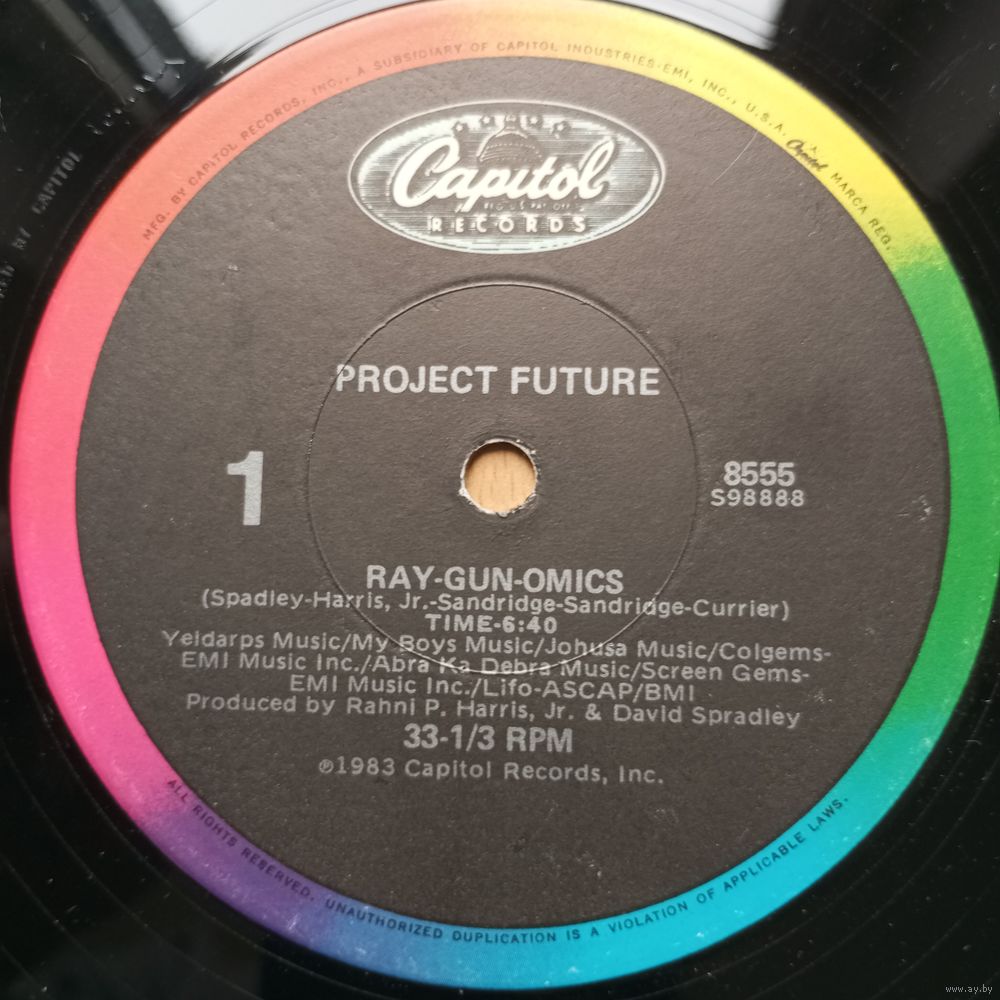 MFG. BY CAPITOL RECORDS, INC., A SUBSIDIARY OF CAPITOL INDUSTRIES-EMI, INC., U.S.A. Capitol MARCA REG.
Capitol
RECORDS
PROJECT FUTURE
1
8555
S98888
RAY-GUN-OMICS
(Spadley-Harris, Jr.-Sandridge-Sandridge-Currier)
TIME-6:40
Yeldarps Music/My Boys Music/Johusa Music/Colgems-
EMI Music Inc./Abra Ka Debra Music/Screen Gems-
EMI Music Inc./Lifo-ASCAP/BMI
Produced by Rahni P. Harris, Jr. & David Spradley
33-1/3 RPM
℗1983 Capitol Records, Inc.
ALL RIGHTS RESERVED. UNAUTHORIZED DUPLICATION IS A VIOLATION OF APPLICABLE LAWS.
www.ay.by